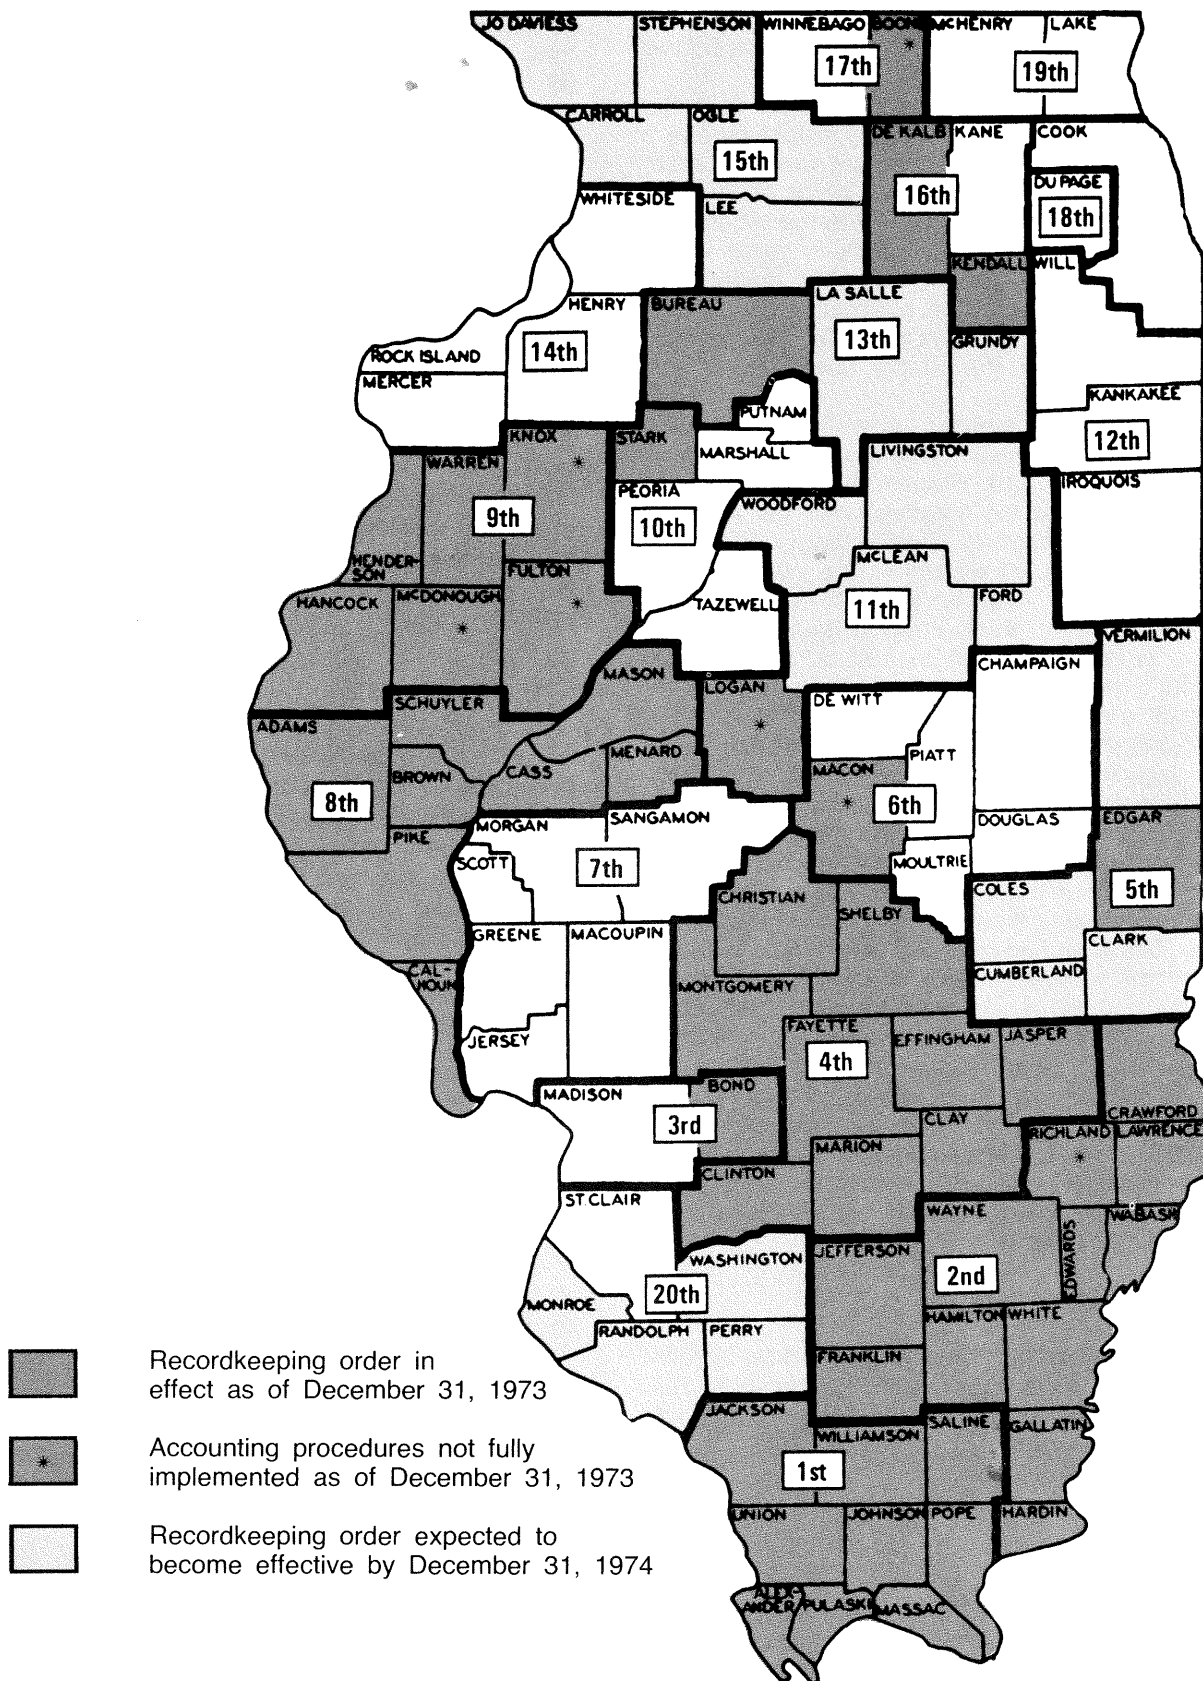 JO DAVIESS
STEPHENSON
WINNEBAGO
BOONE
McHENRY
LAKE
17th
19th
CARROLL
OGLE
DE KALB
KANE
COOK
15th
DU PAGE
WHITESIDE
LEE
16th
18th
KENDALL
WILL
HENRY
BUREAU
LA SALLE
14th
13th
GRUNDY
ROCK ISLAND
MERCER
PUTNAM
KANKAKEE
KNOX
STARK
12th
WARREN
MARSHALL
LIVINGSTON
PEORIA
IROQUOIS
9th
10th
WOODFORD
HENDER-
SON
FULTON
McLEAN
HANCOCK
McDONOUGH
TAZEWELL
11th
FORD
VERMILION
MASON
LOGAN
CHAMPAIGN
SCHUYLER
DE WITT
ADAMS
MENARD
PIATT
BROWN
CASS
MACON
8th
6th
MORGAN
SANGAMON
DOUGLAS
EDGAR
PIKE
SCOTT
7th
MOULTRIE
CHRISTIAN
COLES
5th
SHELBY
GREENE
MACOUPIN
CLARK
CAL-
HOUN
CUMBERLAND
MONTGOMERY
FAYETTE
JERSEY
EFFINGHAM
JASPER
4th
MADISON
BOND
3rd
CLAY
CRAWFORD
RICHLAND
LAWRENCE
MARION
CLINTON
ST. CLAIR
WAYNE
WABASH
WASHINGTON
JEFFERSON
EDWARDS
2nd
20th
MONROE
HAMILTON
WHITE
RANDOLPH
PERRY
FRANKLIN
JACKSON
SALINE
GALLATIN
WILLIAMSON
1st
UNION
JOHNSON
POPE
HARDIN
ALEX-
ANDER
PULASKI
MASSAC
Recordkeeping order in
effect as of December 31, 1973
Accounting procedures not fully
implemented as of December 31, 1973
Recordkeeping order expected to
become effective by December 31, 1974